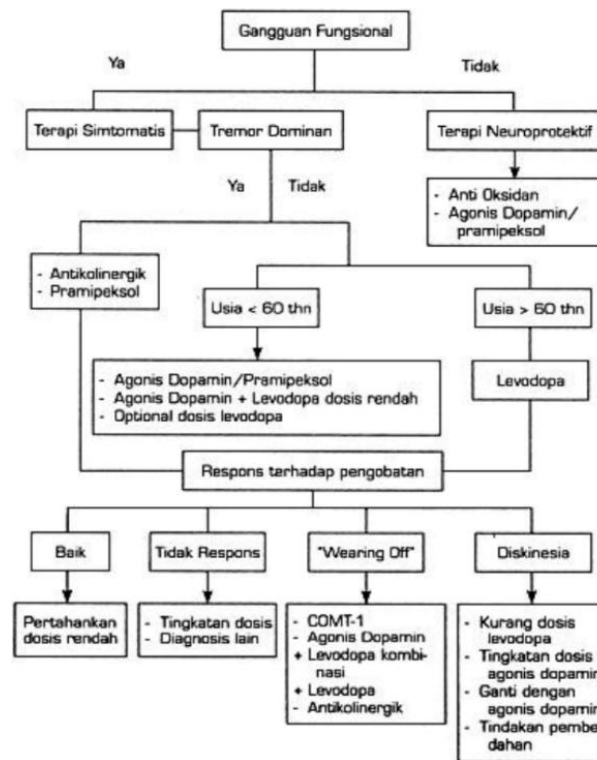 Gangguan Fungsional
Ya
Tidak
Terapi Simtomatis
Tremor Dominan
Terapi Neuroprotektif
Ya
Tidak
- Anti Oksidan
- Agonis Dopamin/
pramipeksol
- Antikolinergik
- Pramipeksol
Usia < 60 thn
Usia > 60 thn
- Agonis Dopamin/Pramipeksol
- Agonis Dopamin + Levodopa dosis rendah
- Optional dosis levodopa
Levodopa
Respons terhadap pengobatan
Baik
Tidak Respons
"Wearing Off"
Diskinesia
Pertahankan
dosis rendah
- Tingkatan dosis
- Diagnosis lain
- COMT-1
- Agonis Dopamin
+ Levodopa kombi-
nasi
+ Levodopa
- Antikolinergik
- Kurang dosis
levodopa
- Tingkatan dosis
agonis dopamin
- Ganti dengan
agonis dopamin
- Tindakan pembe
dahan